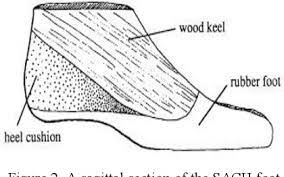 wood keel
rubber foot
heel cushion
Figure 2. A sagittal section of the SACH foot